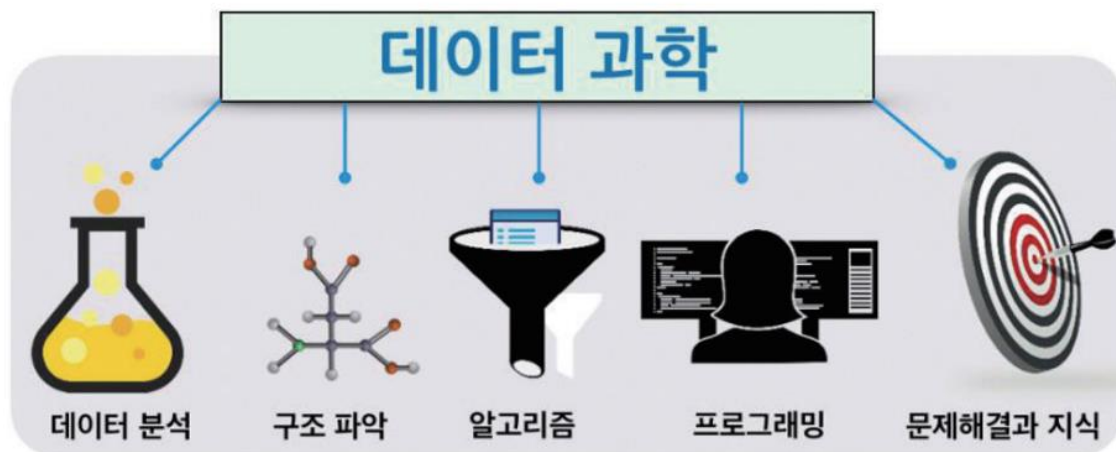 데이터 과학
데이터 분석
구조 파악
알고리즘
프로그래밍
문제해결과 지식